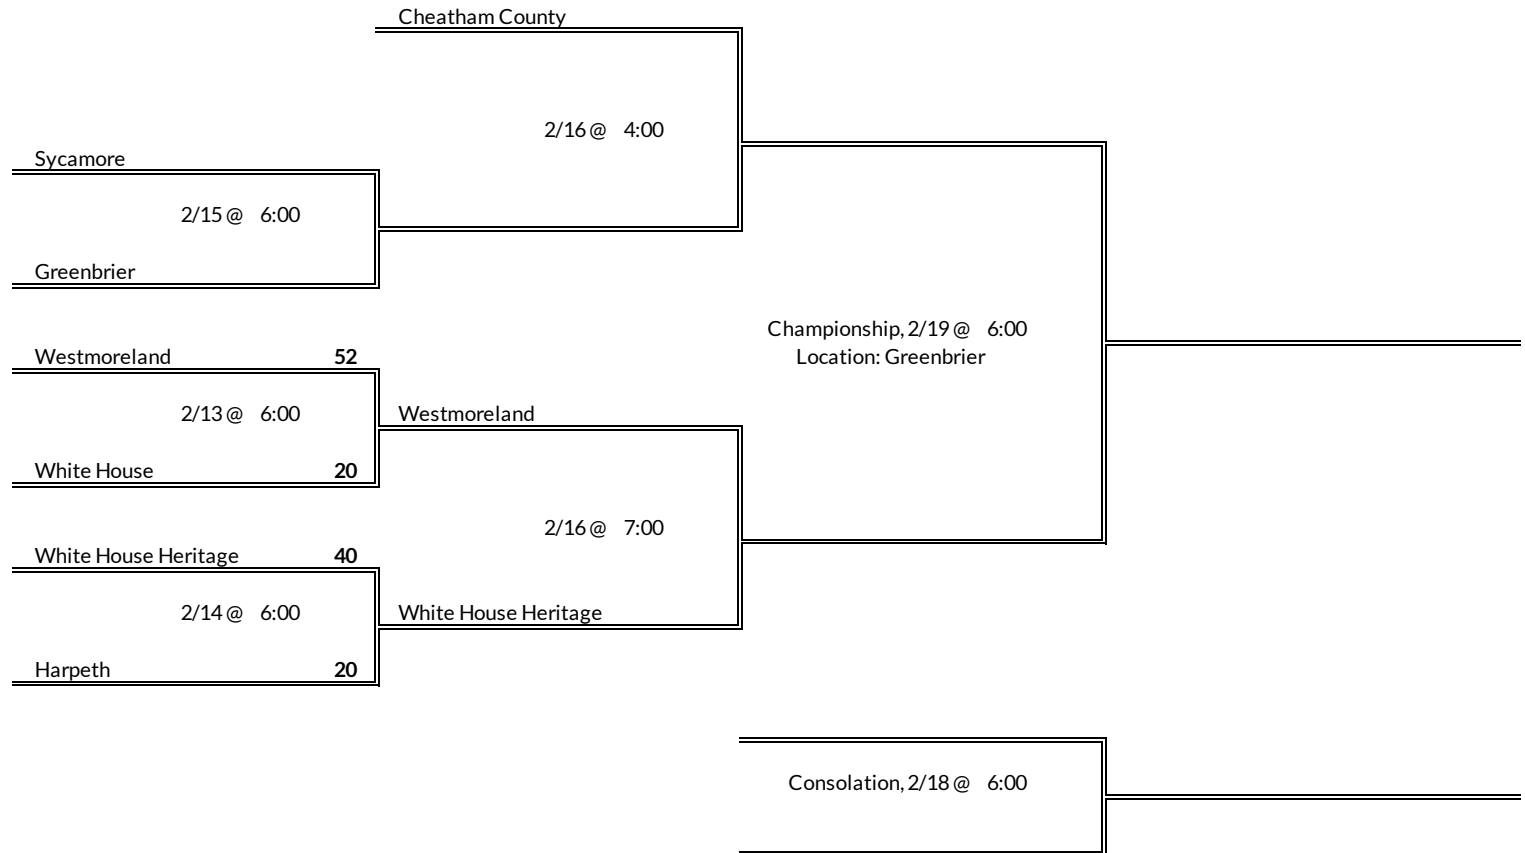 Cheatham County
2/16 @ 4:00
Sycamore
2/15 @ 6:00
Greenbrier
Championship, 2/19 @ 6:00
Location: Greenbrier
Westmoreland 52
2/13 @ 6:00
Westmoreland
White House 20
2/16 @ 7:00
White House Heritage 40
2/14 @ 6:00
White House Heritage
Harpeth 20
Consolation, 2/18 @ 6:00